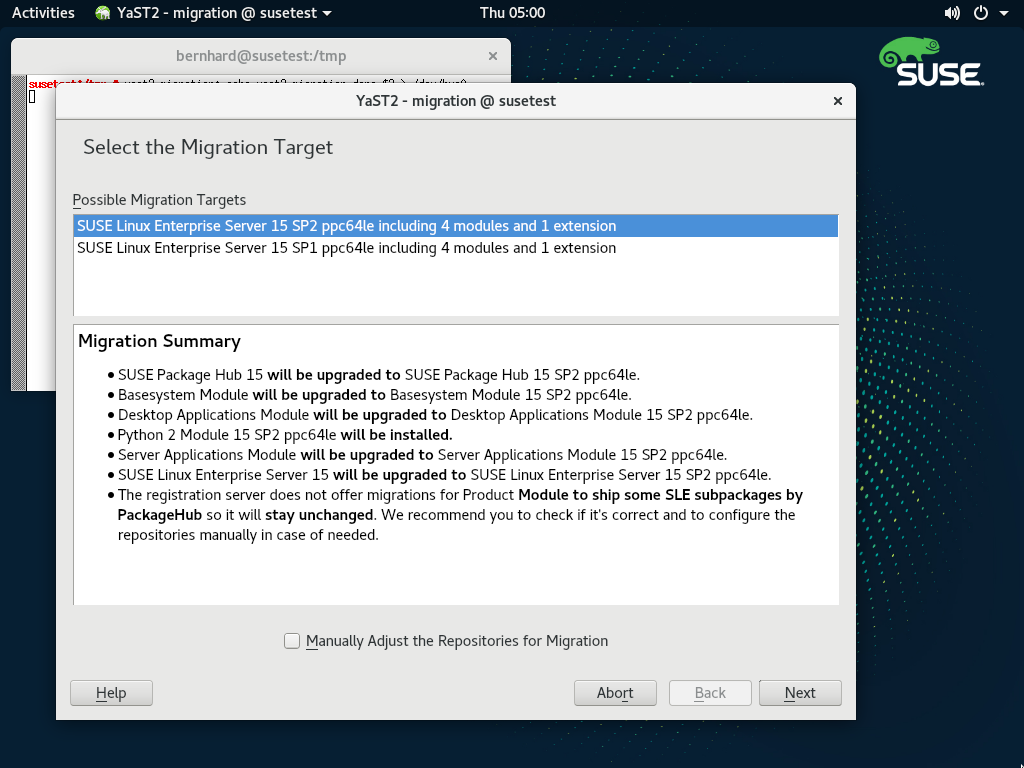 Activities YaST2 - migration @ susetest Thu 05:00
bernhard@susetest:/tmp
SUSE
YaST2 - migration @ susetest
Select the Migration Target
Possible Migration Targets
SUSE Linux Enterprise Server 15 SP2 ppc64le including 4 modules and 1 extension
SUSE Linux Enterprise Server 15 SP1 ppc64le including 4 modules and 1 extension
Migration Summary
SUSE Package Hub 15 will be upgraded to SUSE Package Hub 15 SP2 ppc64le.
Basesystem Module will be upgraded to Basesystem Module 15 SP2 ppc64le.
Desktop Applications Module will be upgraded to Desktop Applications Module 15 SP2 ppc64le.
Python 2 Module 15 SP2 ppc64le will be installed.
Server Applications Module will be upgraded to Server Applications Module 15 SP2 ppc64le.
SUSE Linux Enterprise Server 15 will be upgraded to SUSE Linux Enterprise Server 15 SP2 ppc64le.
The registration server does not offer migrations for Product Module to ship some SLE subpackages by
PackageHub so it will stay unchanged. We recommend you to check if it's correct and to configure the
repositories manually in case of needed.
Manually Adjust the Repositories for Migration
Help Abort Back Next